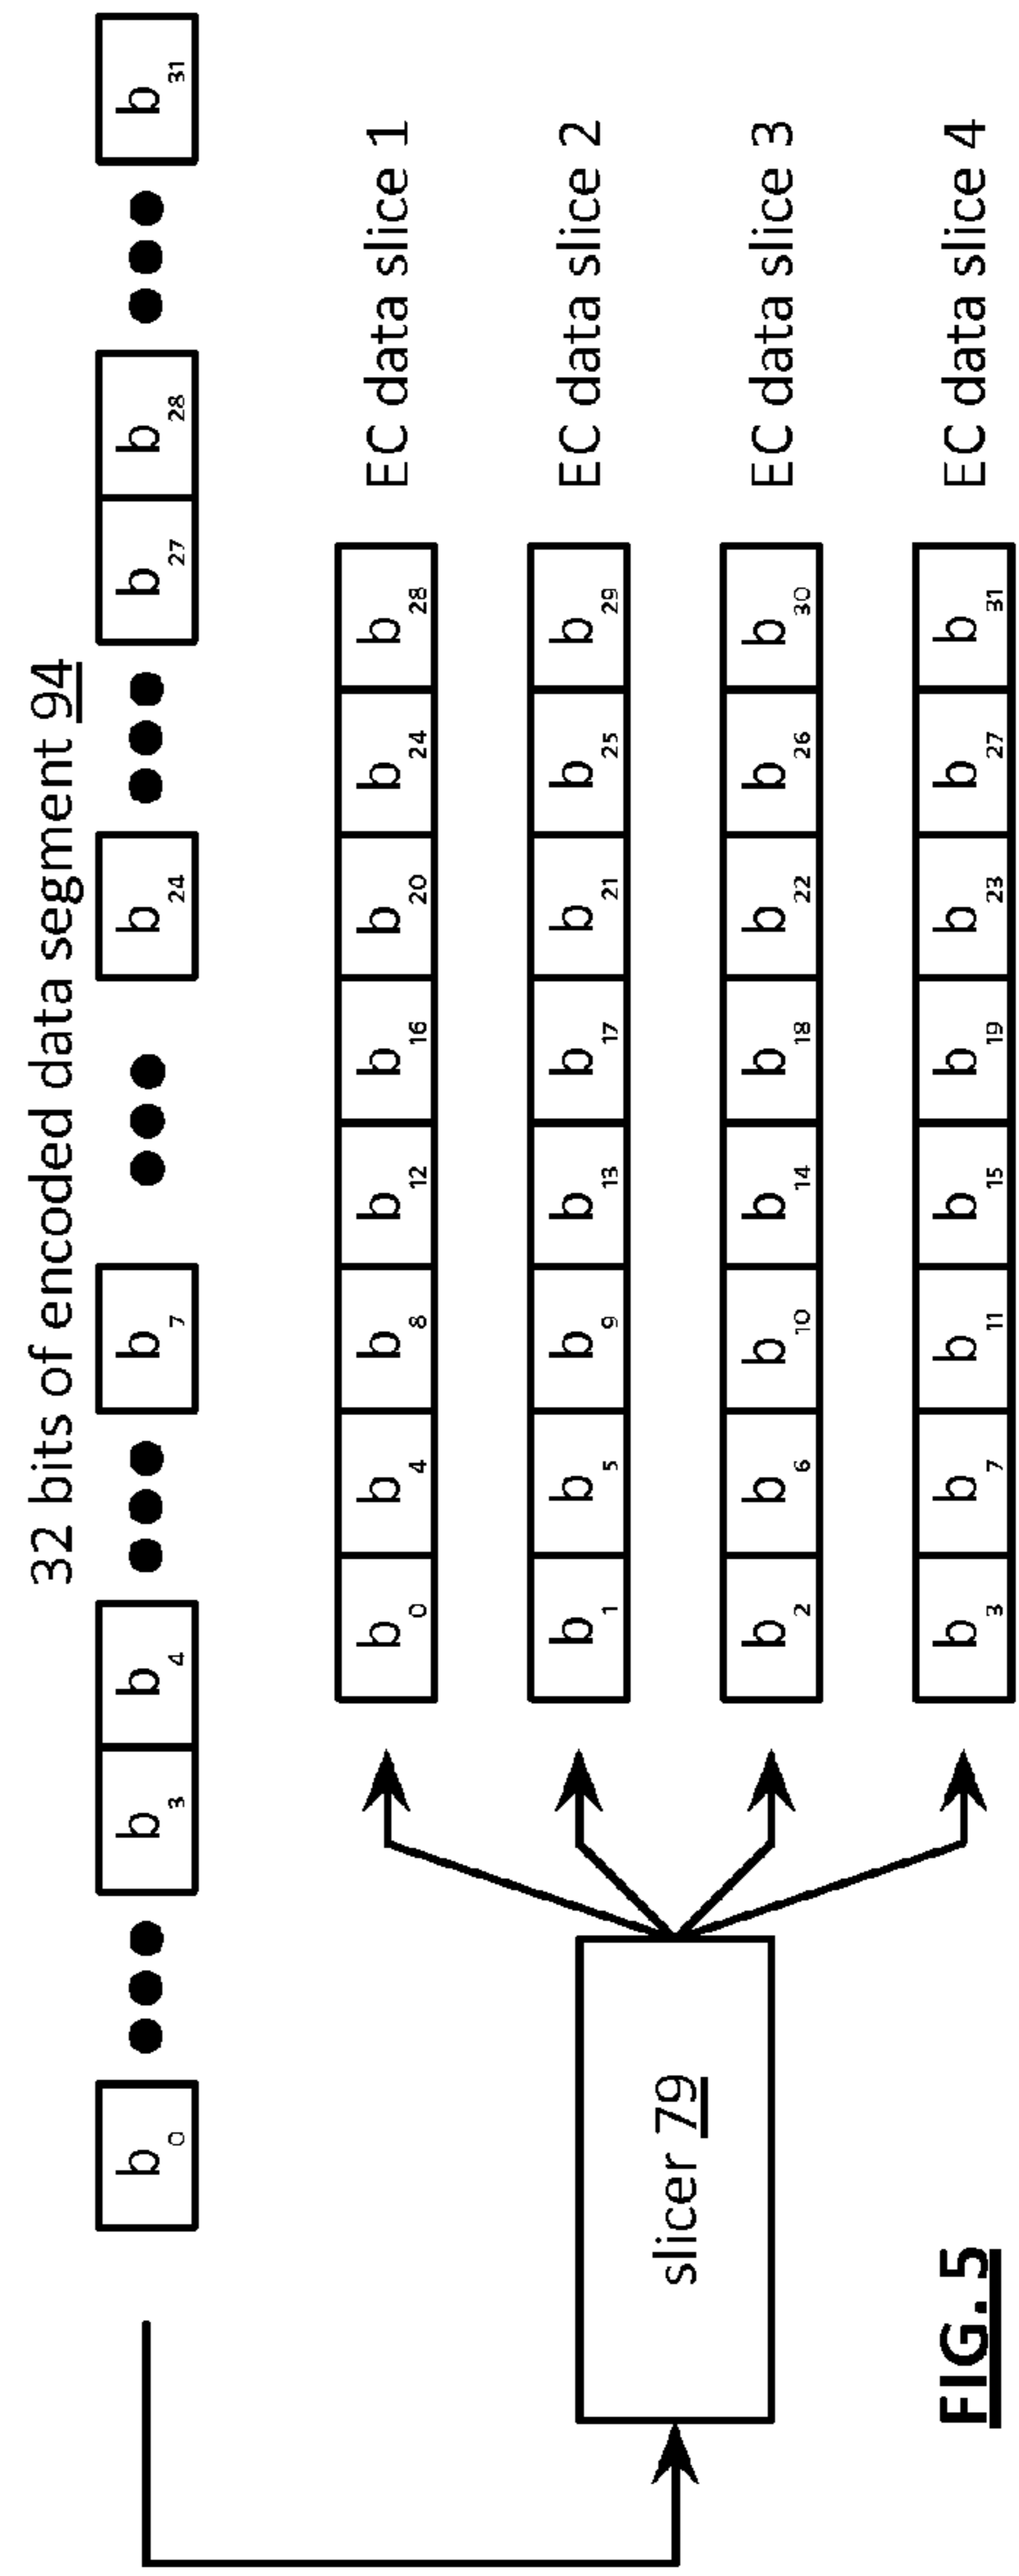 32 bits of encoded data segment 94
b0 ●●● b3 b4 ●●● b7 ●●● b24 ●●● b27 b28 ●●● b31
b0 b4 b8 b12 b16 b20 b24 b28 EC data slice 1
b1 b5 b9 b13 b17 b21 b25 b29 EC data slice 2
slicer 79
b2 b6 b10 b14 b18 b22 b26 b30 EC data slice 3
b3 b7 b11 b15 b19 b23 b27 b31 EC data slice 4
FIG. 5